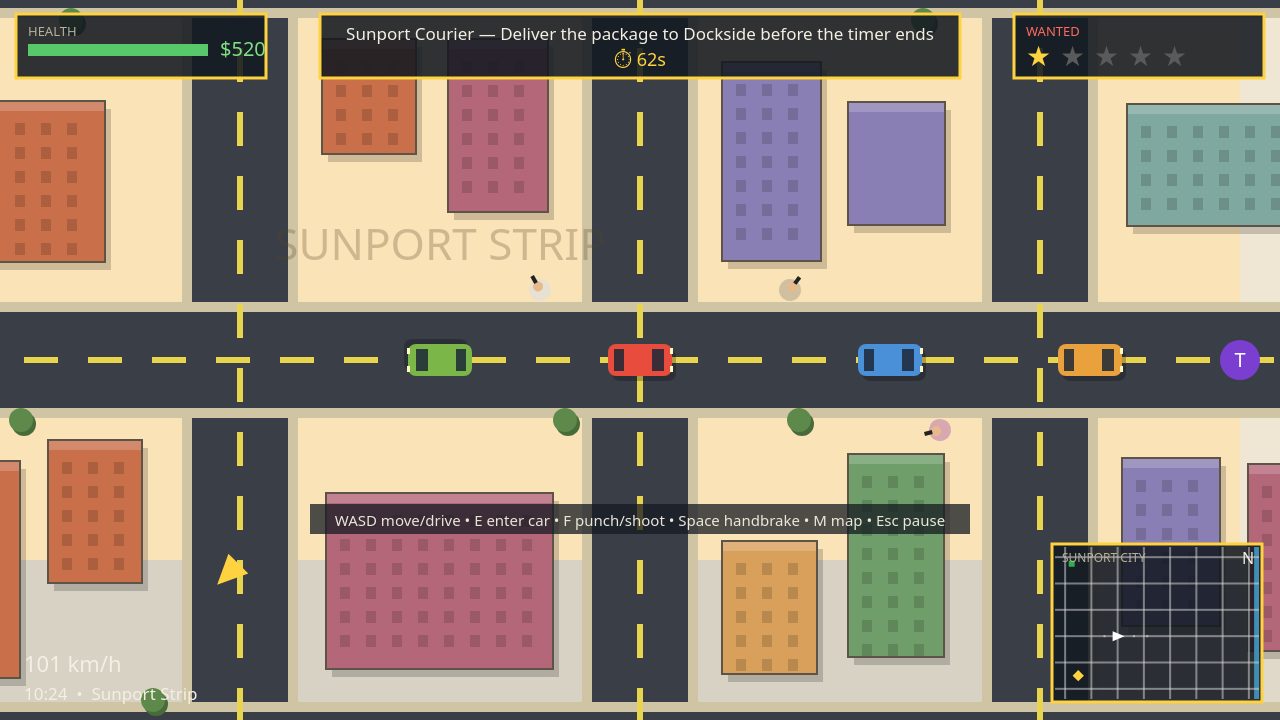 HEALTH
$520
Sunport Courier — Deliver the package to Dockside before the timer ends
62s
WANTED
SUNPORT STRIP
T
WASD move/drive • E enter car • F punch/shoot • Space handbrake • M map • Esc pause
SUNPORT CITY
N
101 km/h
10:24 • Sunport Strip